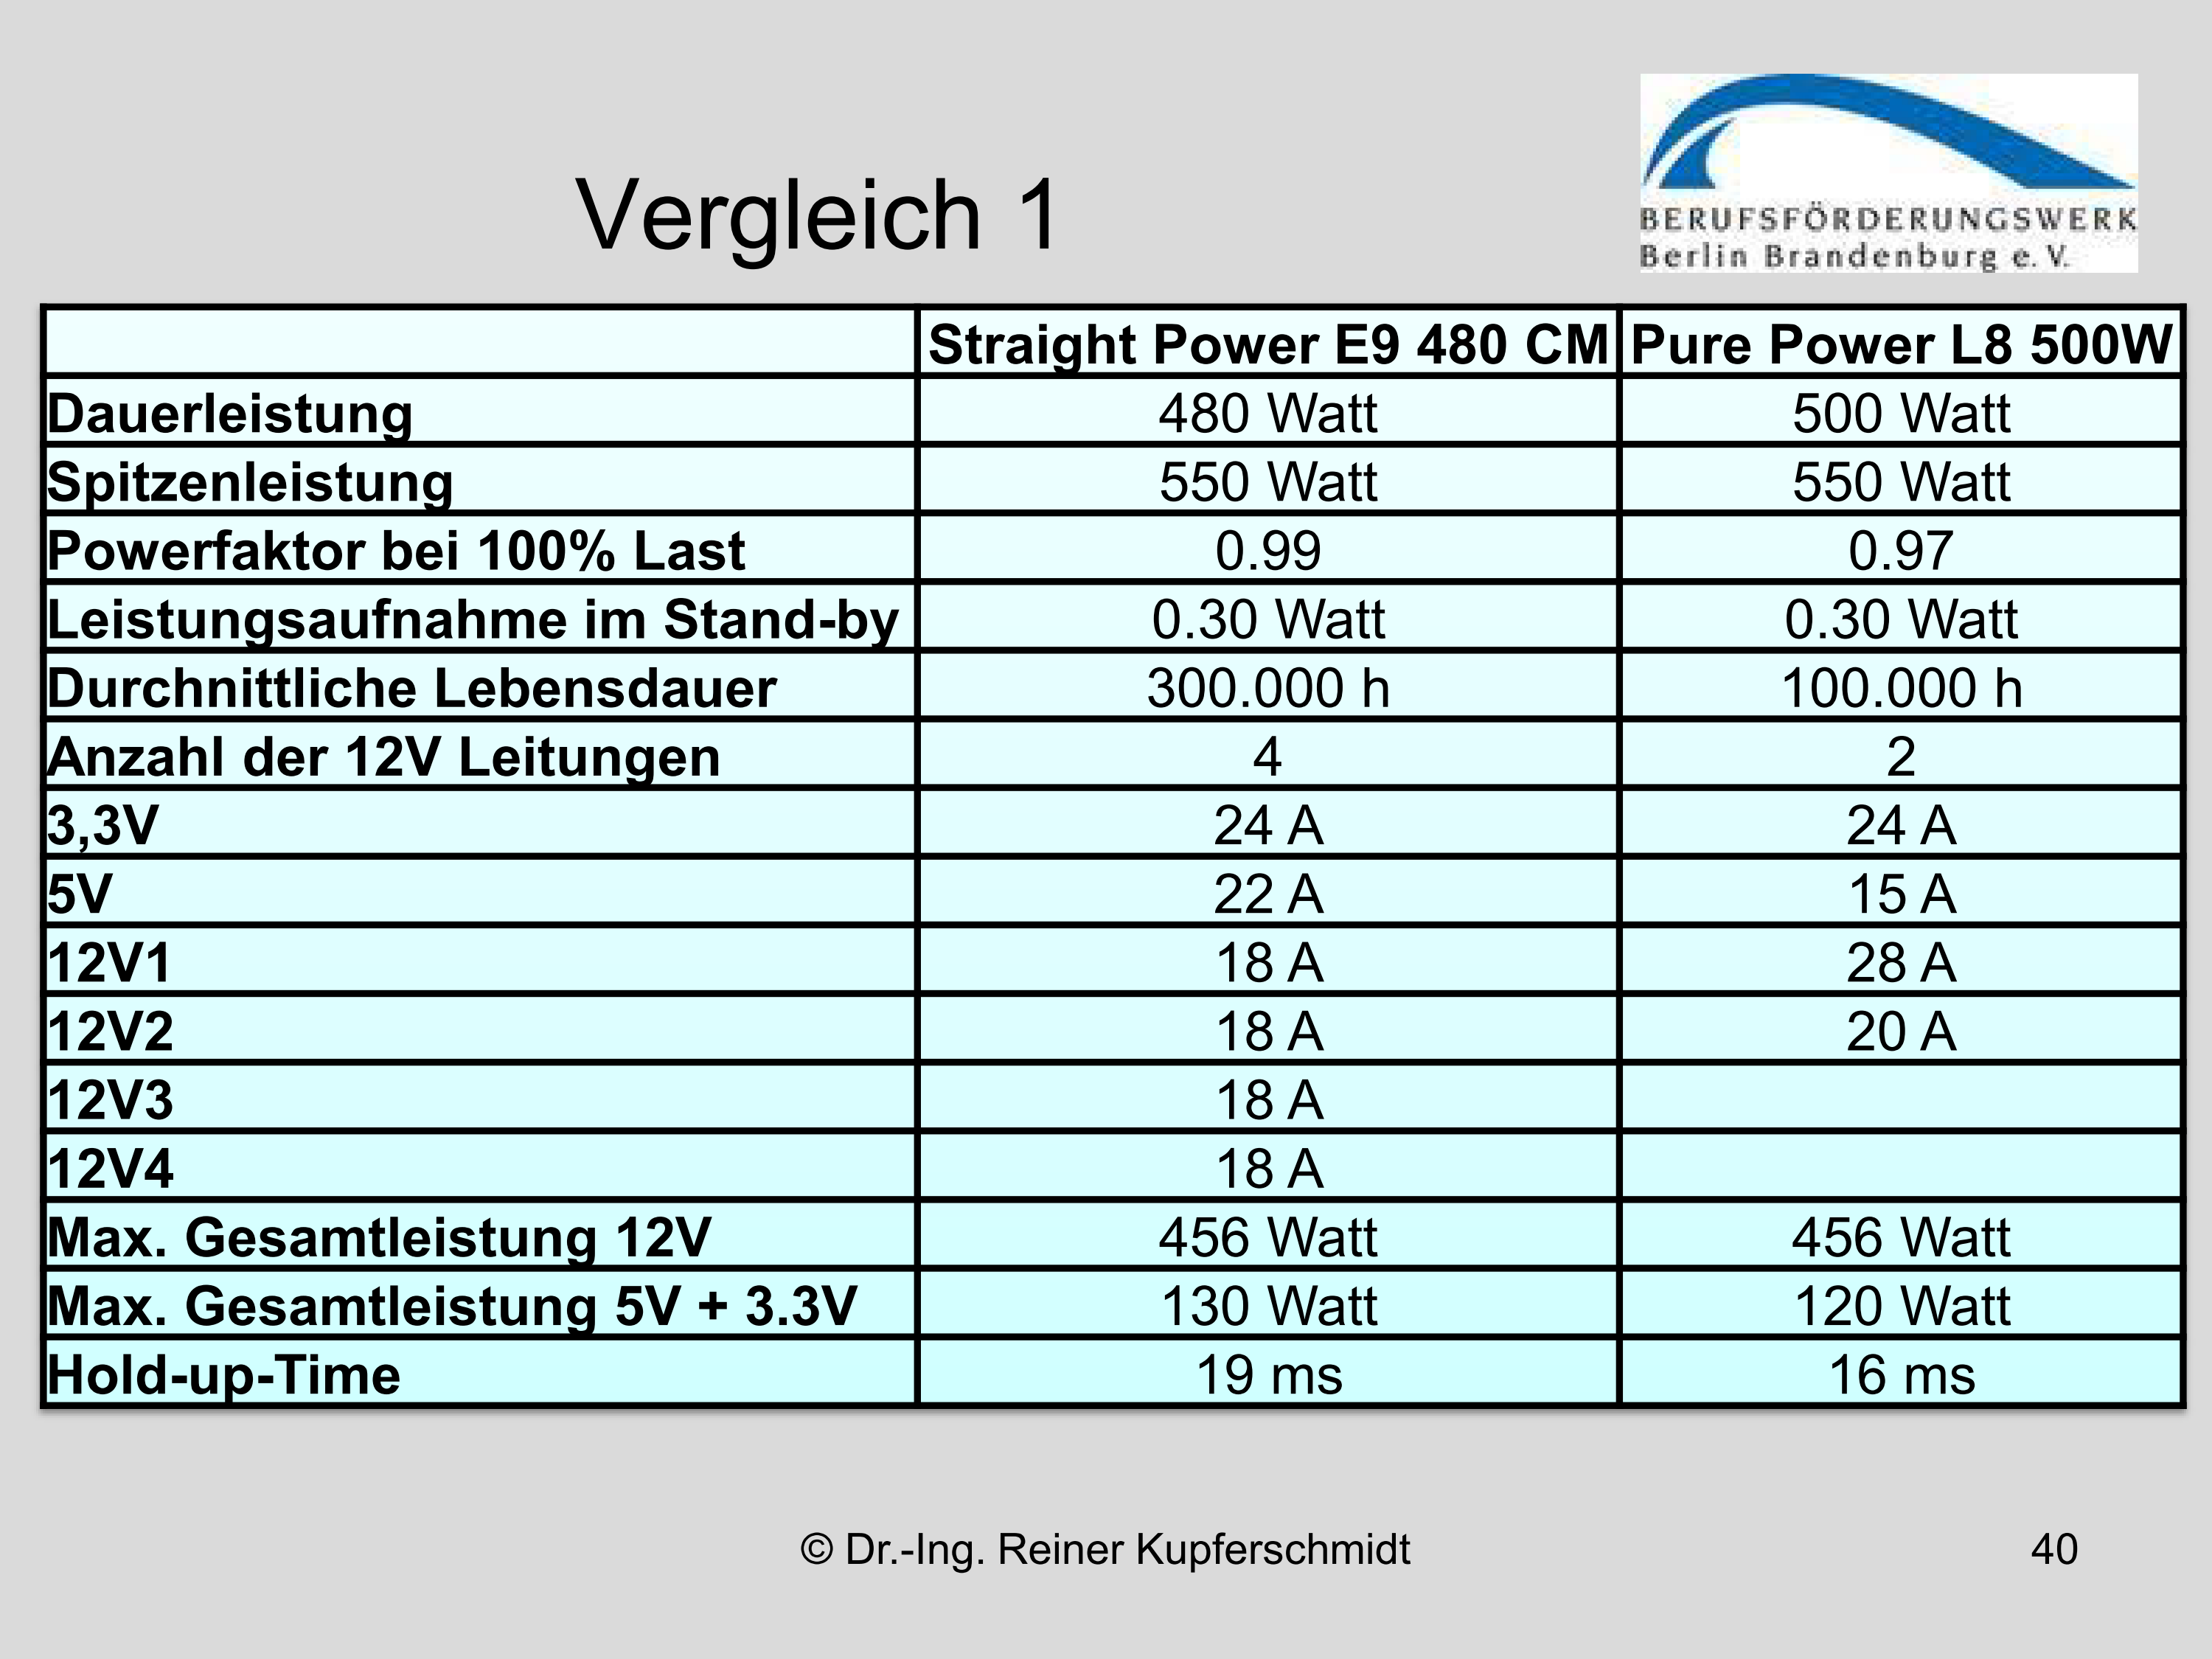 Vergleich 1
BERUFSFÖRDERUNGSWERK
Berlin Brandenburg e. V.
Straight Power E9 480 CM Pure Power L8 500W
Dauerleistung 480 Watt 500 Watt
Spitzenleistung 550 Watt 550 Watt
Powerfaktor bei 100% Last 0.99 0.97
Leistungsaufnahme im Stand-by 0.30 Watt 0.30 Watt
Durchnittliche Lebensdauer 300.000 h 100.000 h
Anzahl der 12V Leitungen 4 2
3,3V 24 A 24 A
5V 22 A 15 A
12V1 18 A 28 A
12V2 18 A 20 A
12V3 18 A
12V4 18 A
Max. Gesamtleistung 12V 456 Watt 456 Watt
Max. Gesamtleistung 5V + 3.3V 130 Watt 120 Watt
Hold-up-Time 19 ms 16 ms
© Dr.-Ing. Reiner Kupferschmidt 40